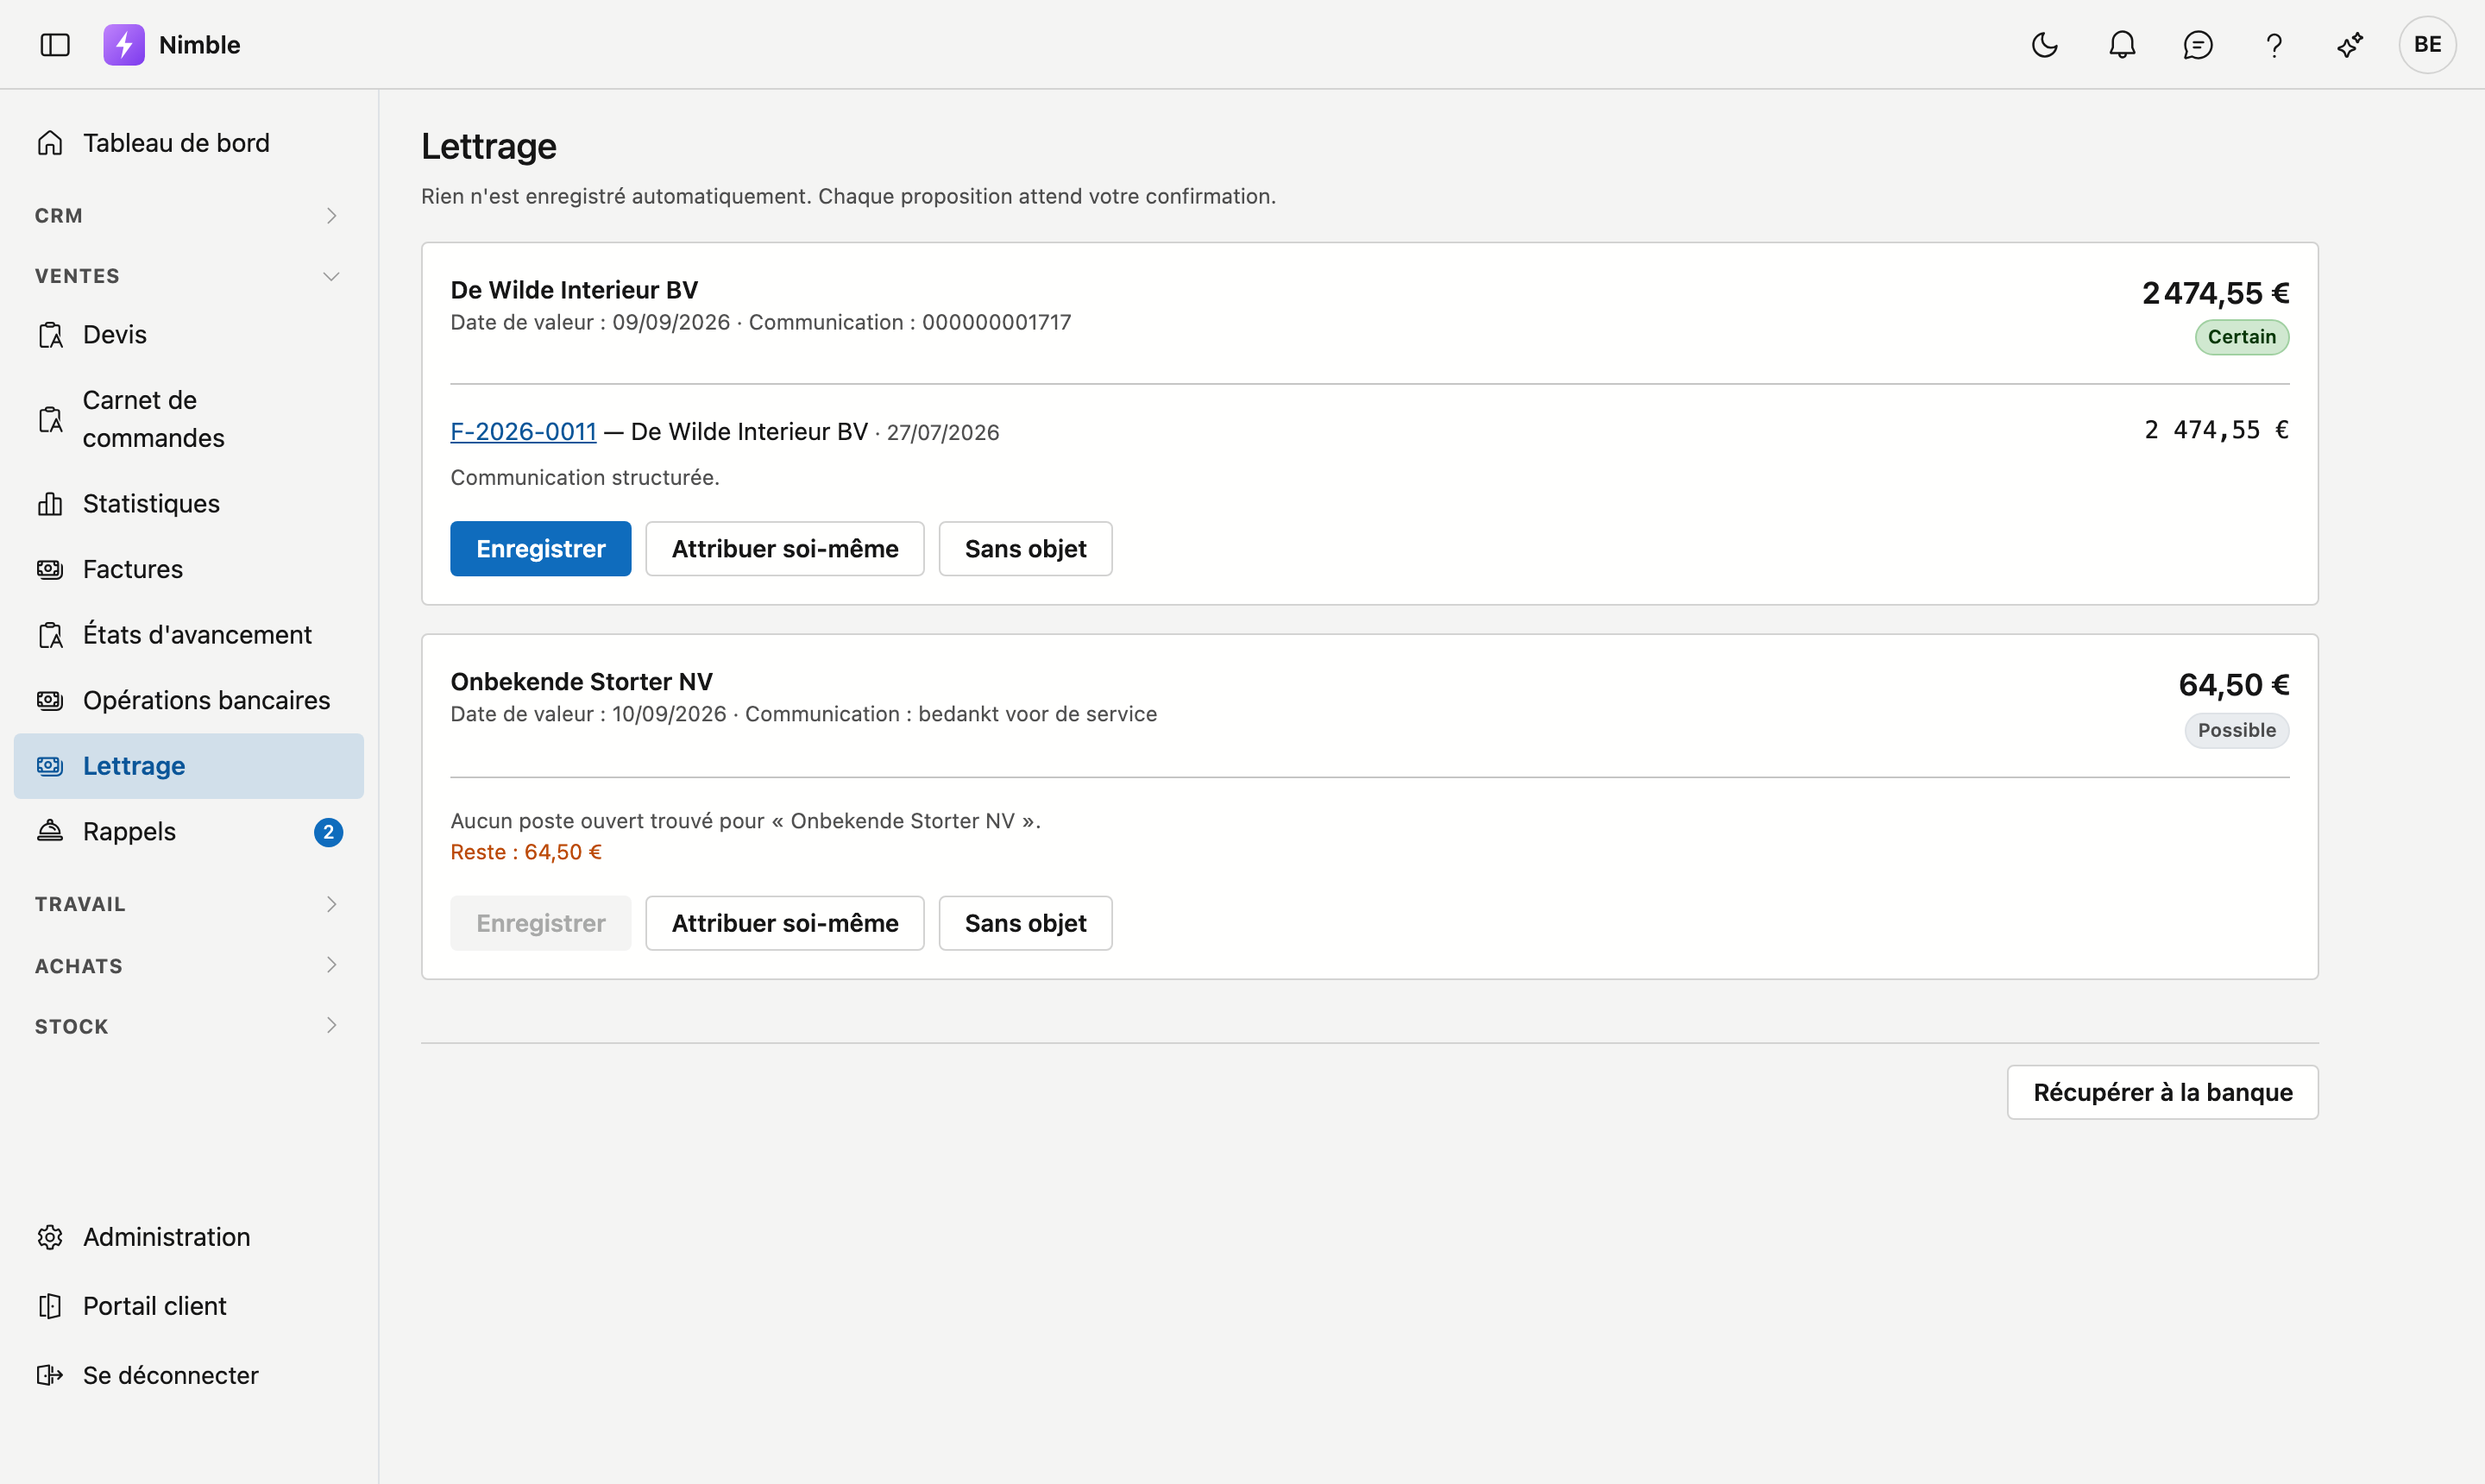 Nimble
BE
Tableau de bord
CRM
VENTES
Devis
Carnet de
commandes
Statistiques
Factures
États d'avancement
Opérations bancaires
Lettrage
Rappels
2
TRAVAIL
ACHATS
STOCK
Administration
Portail client
Se déconnecter
Lettrage
Rien n'est enregistré automatiquement. Chaque proposition attend votre confirmation.
De Wilde Interieur BV
2 474,55 €
Date de valeur : 09/09/2026 · Communication : 000000001717
Certain
F-2026-0011 — De Wilde Interieur BV · 27/07/2026
2 474,55 €
Communication structurée.
Enregistrer
Attribuer soi-même
Sans objet
Onbekende Storter NV
64,50 €
Date de valeur : 10/09/2026 · Communication : bedankt voor de service
Possible
Aucun poste ouvert trouvé pour « Onbekende Storter NV ».
Reste : 64,50 €
Enregistrer
Attribuer soi-même
Sans objet
Récupérer à la banque